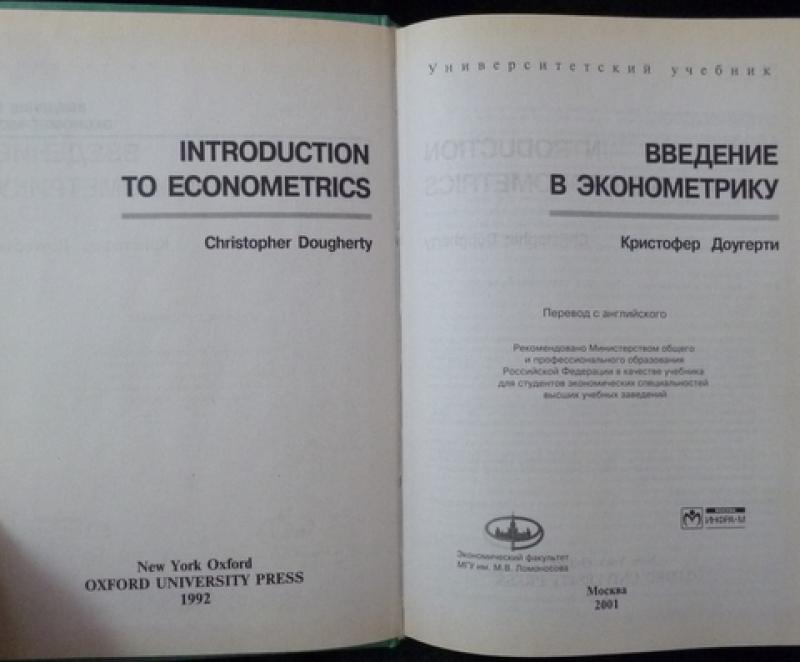 INTRODUCTION
TO ECONOMETRICS
Christopher Dougherty
New York Oxford
OXFORD UNIVERSITY PRESS
1992
Университетский учебник
ВВЕДЕНИЕ
В ЭКОНОМЕТРИКУ
Кристофер Доугерти
Перевод с английского
Рекомендовано Министерством общего
и профессионального образования
Российской Федерации в качестве учебника
для студентов экономических специальностей
высших учебных заведений
Экономический факультет
МГУ им. М.В. Ломоносова
МОСКВА
ИНФРА-М
Москва
2001